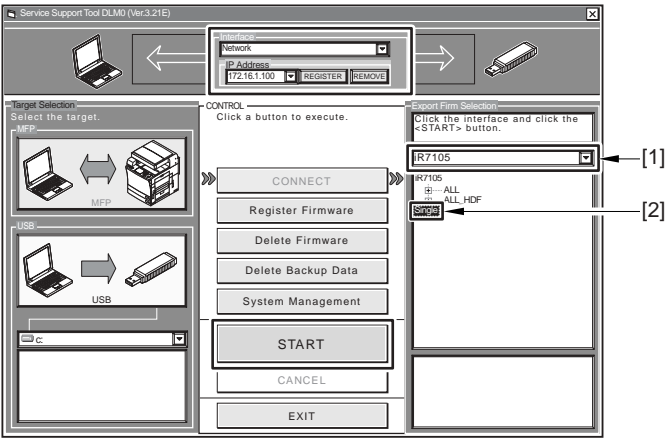 Service Support Tool DLM0 (Ver.3.21E)
Interface
Network
IP Address
172.16.1.100
REGISTER
REMOVE
Target Selection
Select the target.
MFP
MFP
USB
USB
C:
CONTROL
Click a button to execute.
CONNECT
Register Firmware
Delete Firmware
Delete Backup Data
System Management
START
CANCEL
EXIT
Export Firm Selection
Click the interface and click the
<START> button.
iR7105
[1]
iR7105
ALL
ALL_HDF
Single
[2]